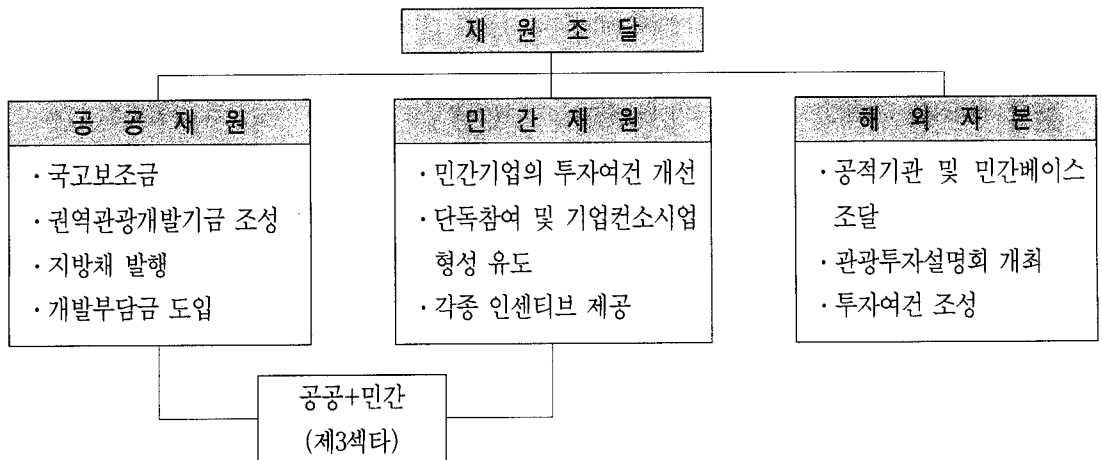 재 원 조 달
공 공 재 원
· 국고보조금
· 권역관광개발기금 조성
· 지방채 발행
· 개발부담금 도입
민 간 재 원
· 민간기업의 투자여건 개선
· 단독참여 및 기업컨소시업
형성 유도
· 각종 인센티브 제공
해 외 자 본
· 공적기관 및 민간베이스
조달
· 관광투자설명회 개최
· 투자여건 조성
공공+민간
(제3섹타)